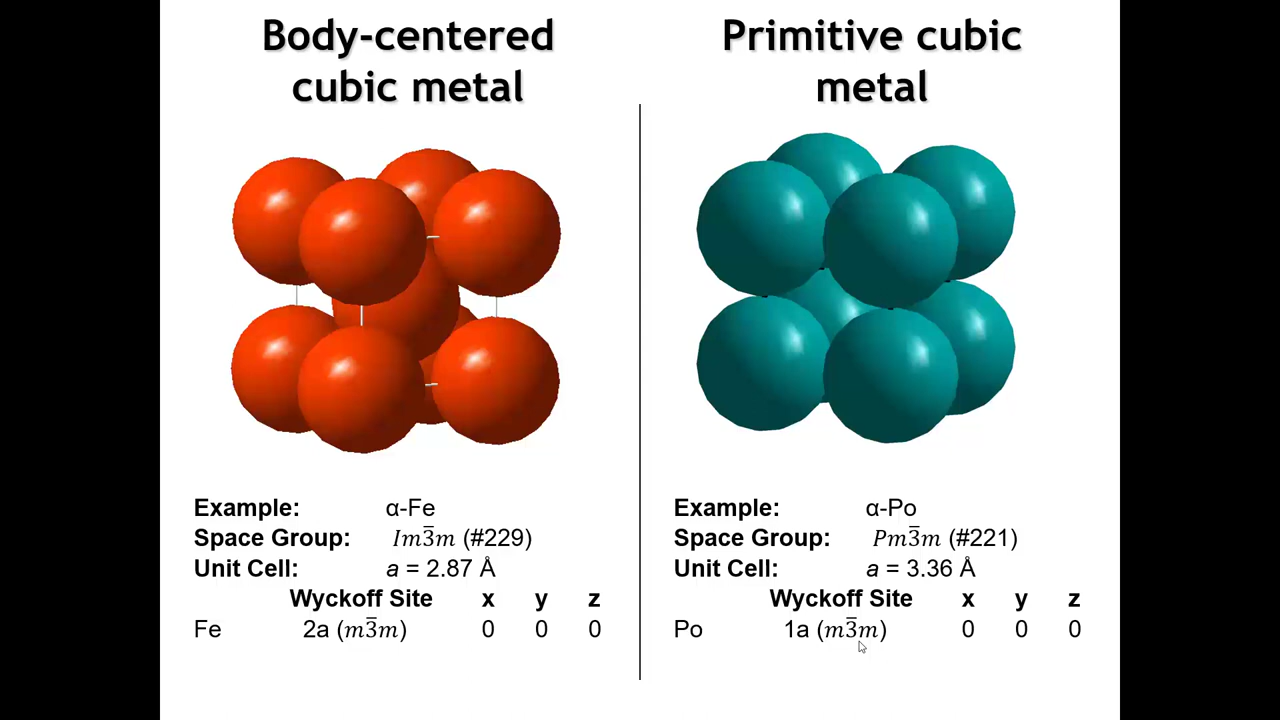 Body-centered
cubic metal
Example: α-Fe
Space Group: Im3̅m (#229)
Unit Cell: a = 2.87 Å
Wyckoff Site x y z
Fe 2a (m3̅m) 0 0 0
Primitive cubic
metal
Example: α-Po
Space Group: Pm3̅m (#221)
Unit Cell: a = 3.36 Å
Wyckoff Site x y z
Po 1a (m3̅m) 0 0 0